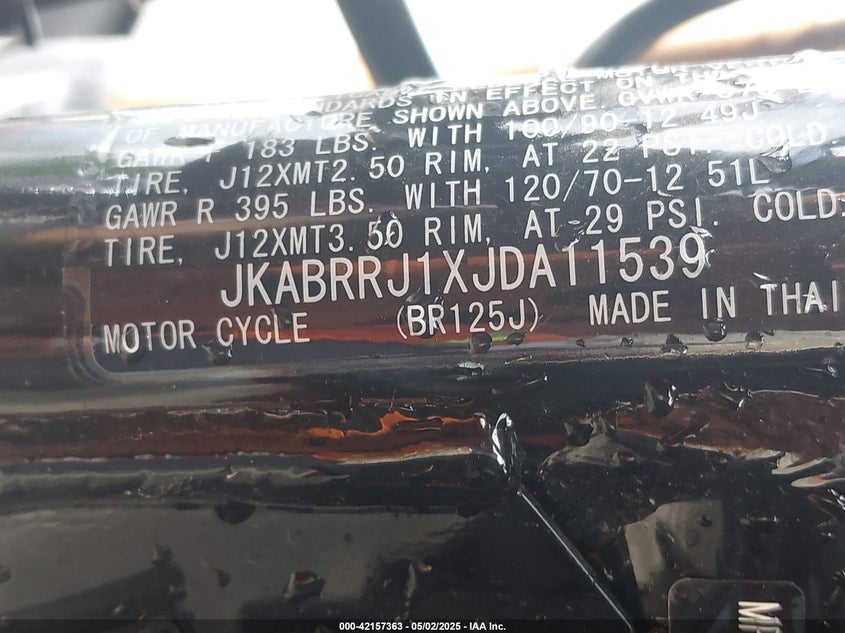 STANDARDS IN EFFECT ON THE
OF MANUFACTURE SHOWN ABOVE GVWR
GAWR F 183 LBS. WITH 100/90-12 49J
TIRE, J12XMT2.50 RIM, AT 22 PSI. COLD
GAWR R 395 LBS. WITH 120/70-12 51L
TIRE, J12XMT3.50 RIM, AT 29 PSI. COLD.
JKABRRJ1XJDA11539
MOTOR CYCLE (BR125J) MADE IN THAI
000-42157363 - 05/02/2025 - IAA Inc.